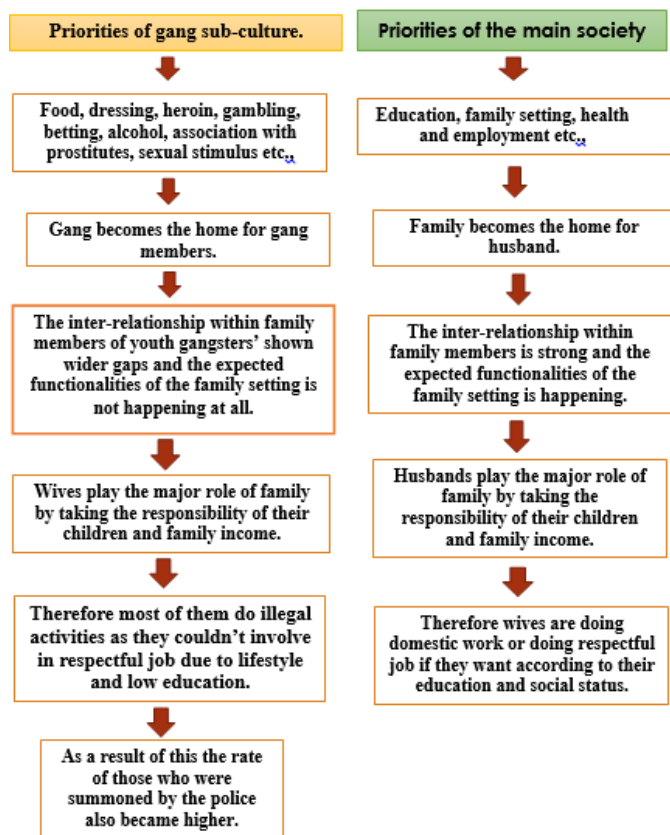 Priorities of gang sub-culture.
Food, dressing, heroin, gambling,
betting, alcohol, association with
prostitutes, sexual stimulus etc.,
Gang becomes the home for gang
members.
The inter-relationship within family
members of youth gangsters’ shown
wider gaps and the expected
functionalities of the family setting is
not happening at all.
Wives play the major role of family
by taking the responsibility of their
children and family income.
Therefore most of them do illegal
activities as they couldn’t involve
in respectful job due to lifestyle
and low education.
As a result of this the rate
of those who were
summoned by the police
also became higher.
Priorities of the main society
Education, family setting, health
and employment etc.,
Family becomes the home for
husband.
The inter-relationship within
family members is strong and the
expected functionalities of the
family setting is happening.
Husbands play the major role of
family by taking the
responsibility of their children
and family income.
Therefore wives are doing
domestic work or doing respectful
job if they want according to their
education and social status.